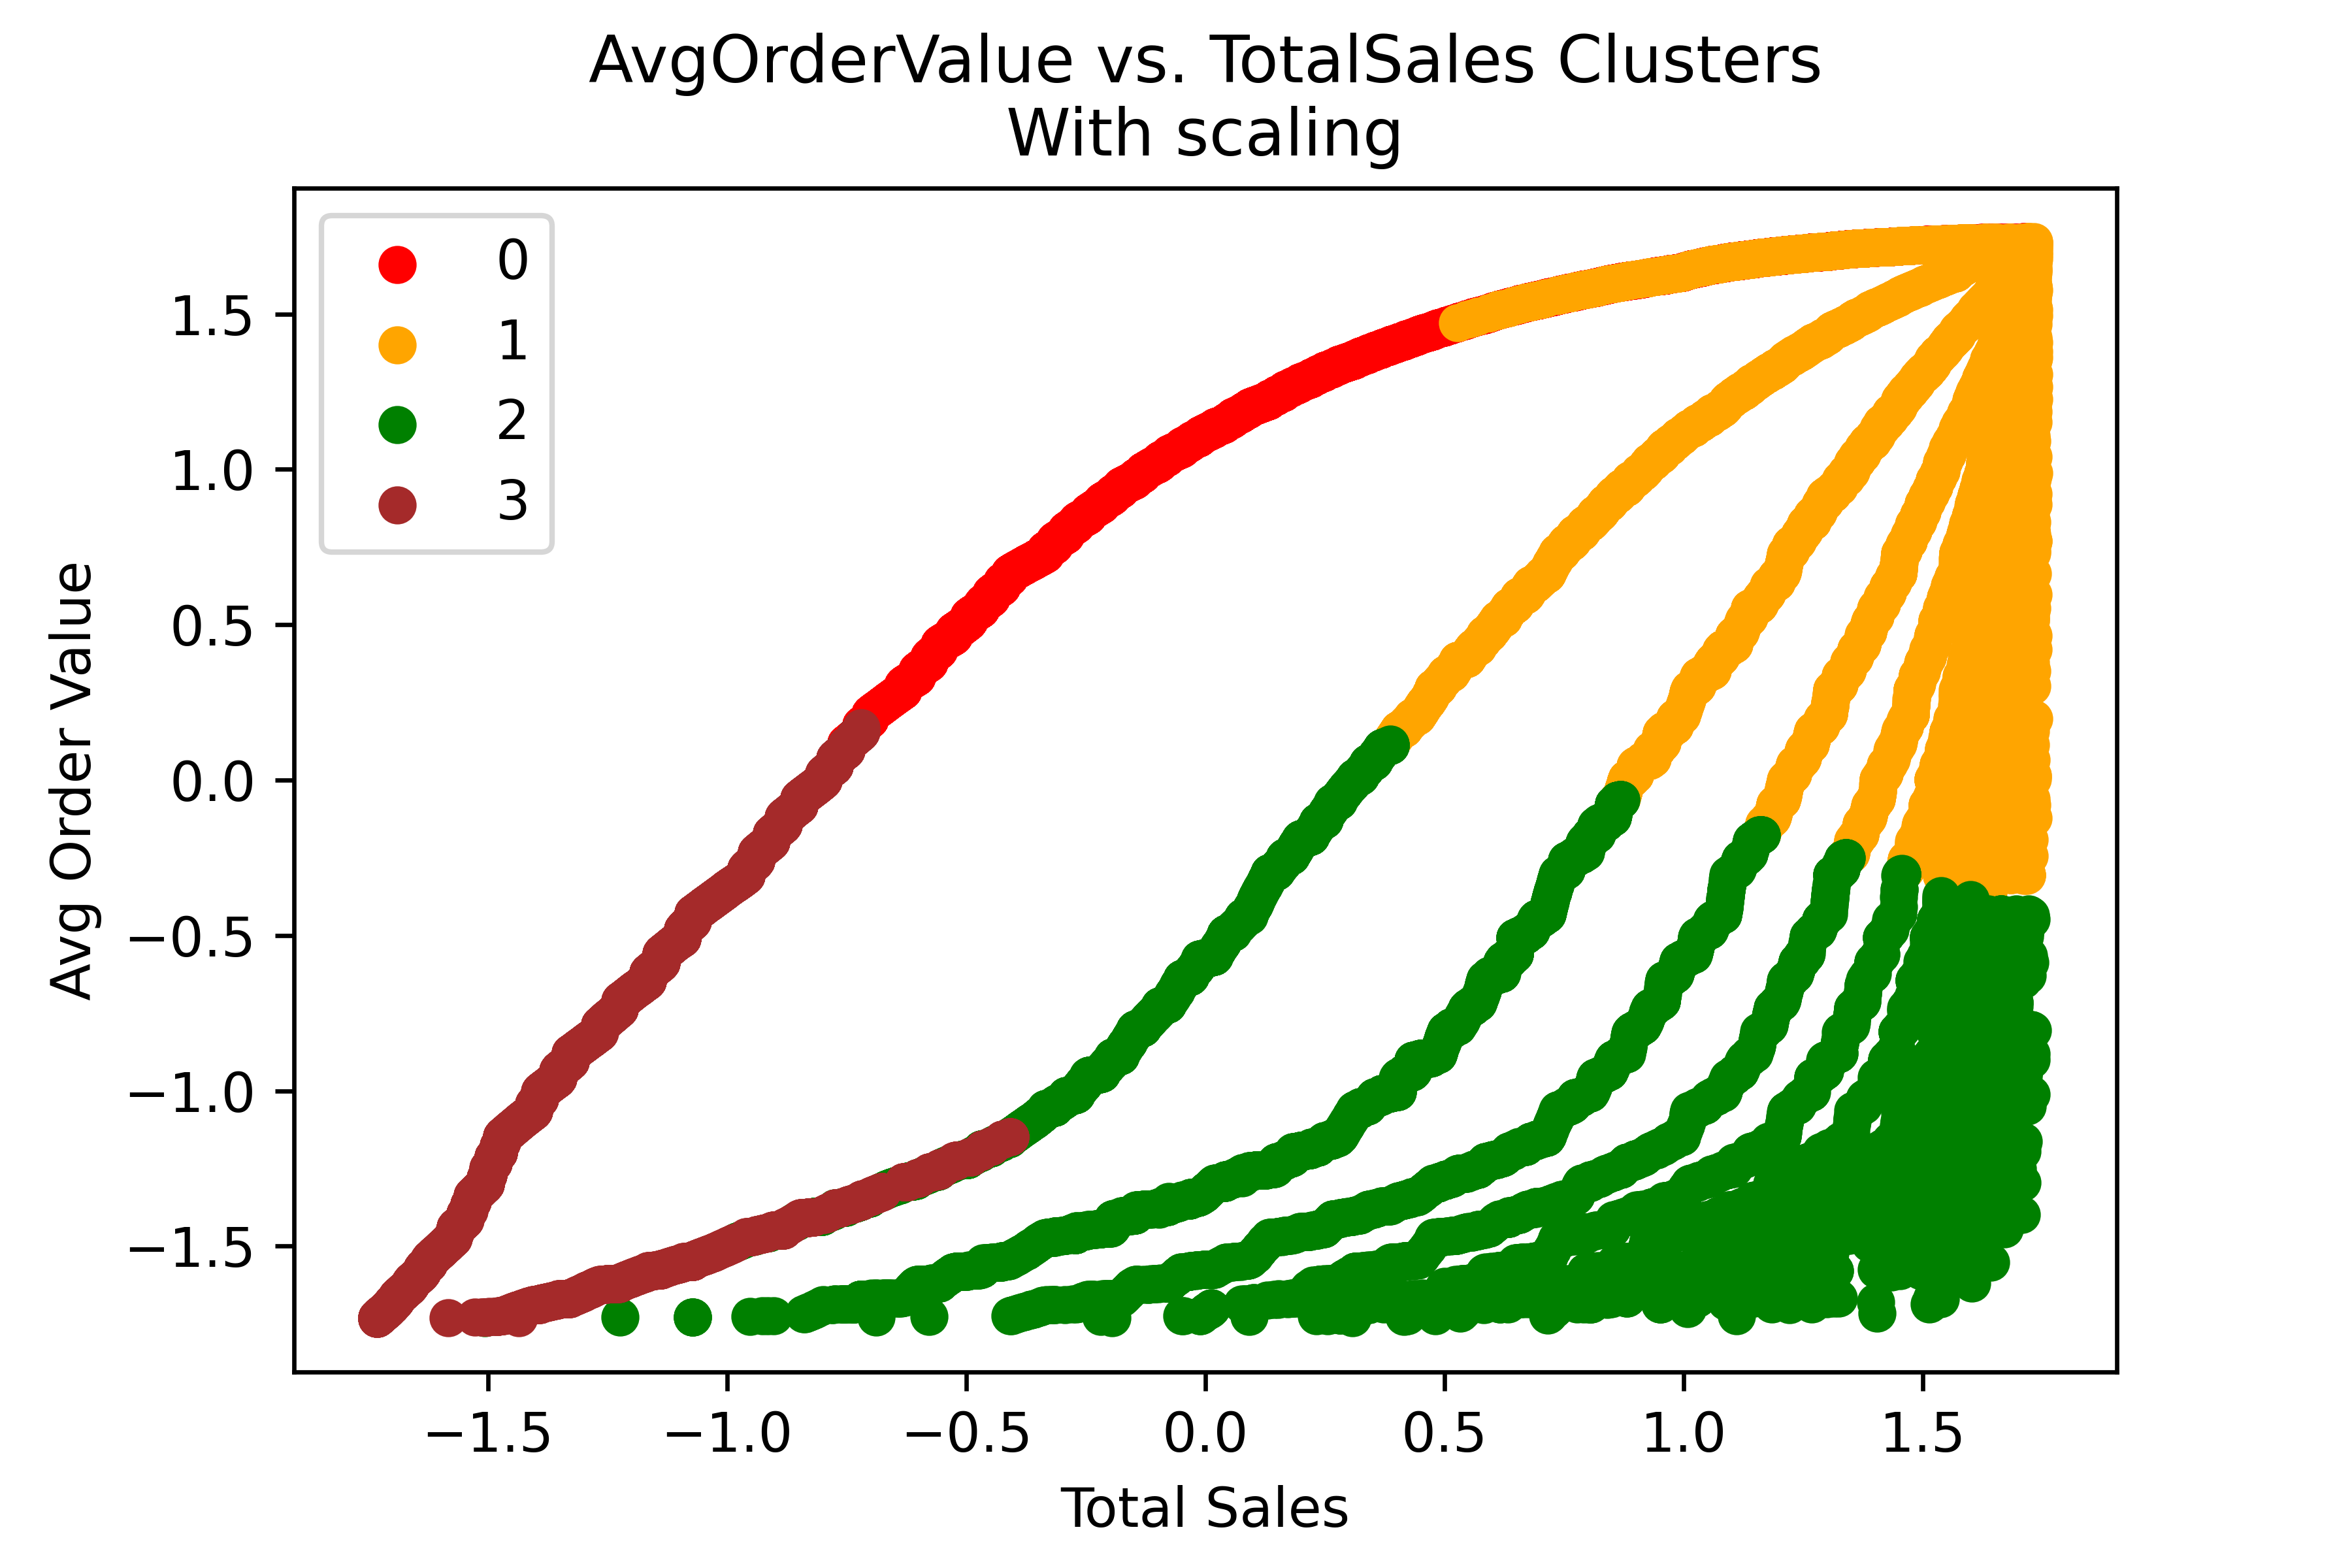 AvgOrderValue vs. TotalSales Clusters
With scaling
0
1
2
3
Avg Order Value
1.5
1.0
0.5
0.0
−0.5
−1.0
−1.5
−1.5 −1.0 −0.5 0.0 0.5 1.0 1.5
Total Sales